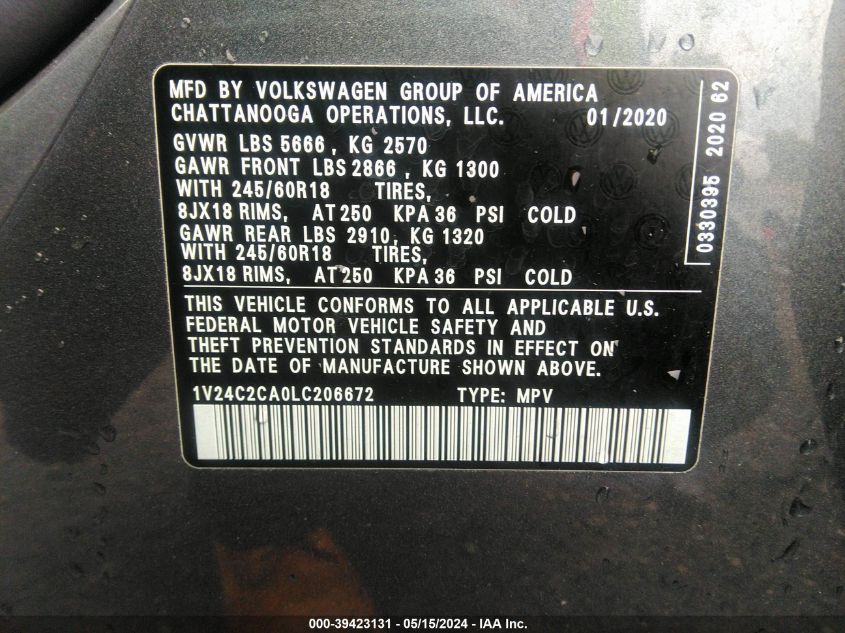 MFD BY VOLKSWAGEN GROUP OF AMERICA
CHATTANOOGA OPERATIONS, LLC. 01/2020
GVWR LBS 5666, KG 2570
GAWR FRONT LBS 2866, KG 1300
WITH 245/60R18 TIRES,
8JX18 RIMS, AT 250 KPA 36 PSI COLD
GAWR REAR LBS 2910, KG 1320
WITH 245/60R18 TIRES,
8JX18 RIMS, AT 250 KPA 36 PSI COLD
THIS VEHICLE CONFORMS TO ALL APPLICABLE U.S.
FEDERAL MOTOR VEHICLE SAFETY AND
THEFT PREVENTION STANDARDS IN EFFECT ON
THE DATE OF MANUFACTURE SHOWN ABOVE.
1V24C2CA0LC206672 TYPE: MPV
0330395 2020 62
000-39423131 - 05/15/2024 - IAA Inc.